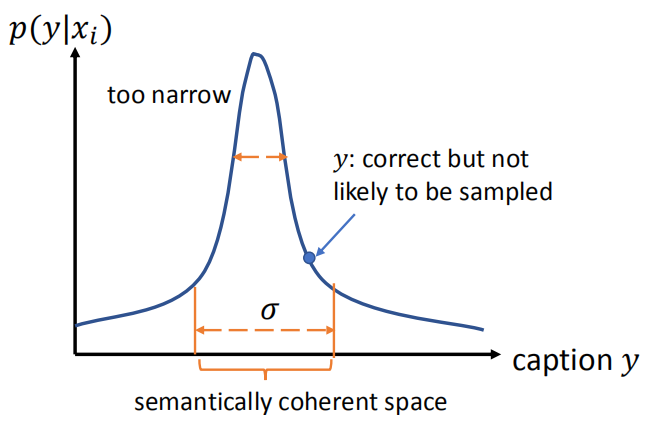 p(y|x_i)
too narrow
y: correct but not
likely to be sampled
σ
caption y
semantically coherent space